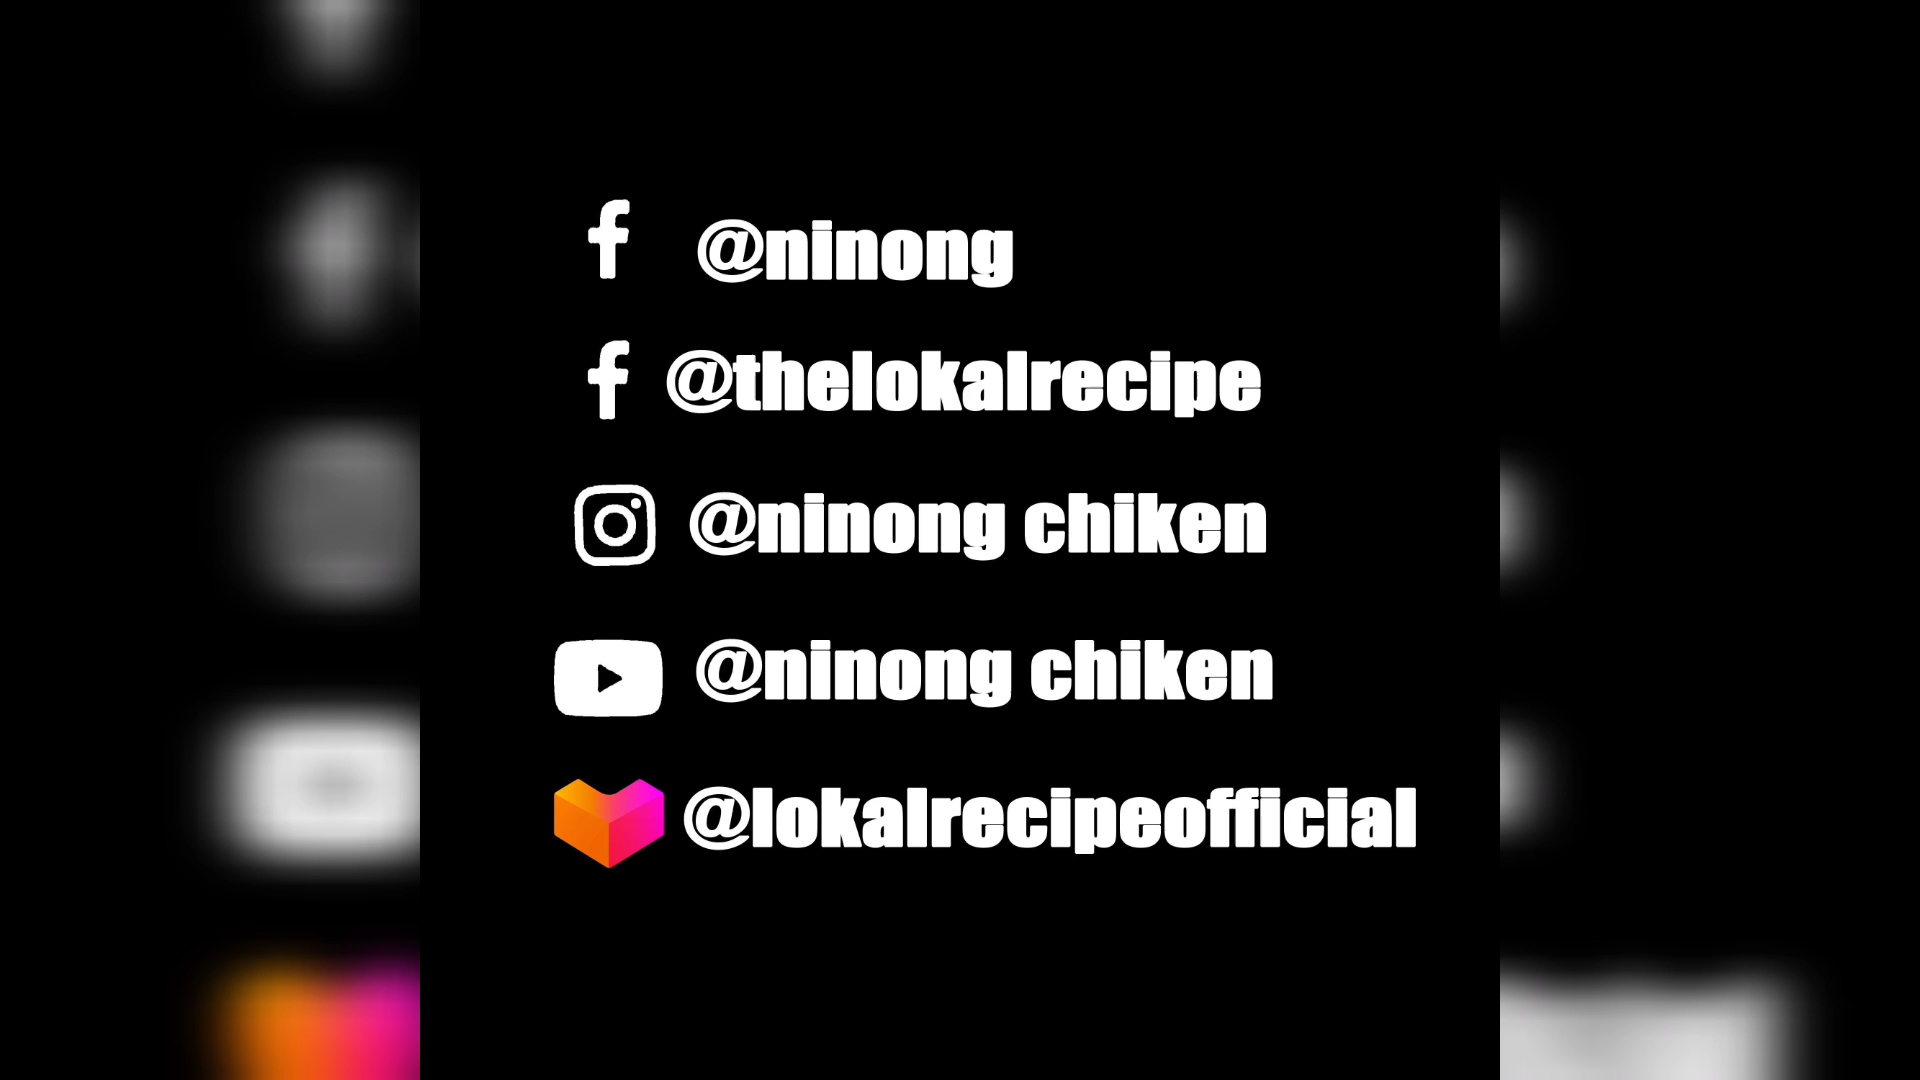 @ninong
@thelokalrecipe
@ninong chiken
@ninong chiken
@lokalrecipeofficial